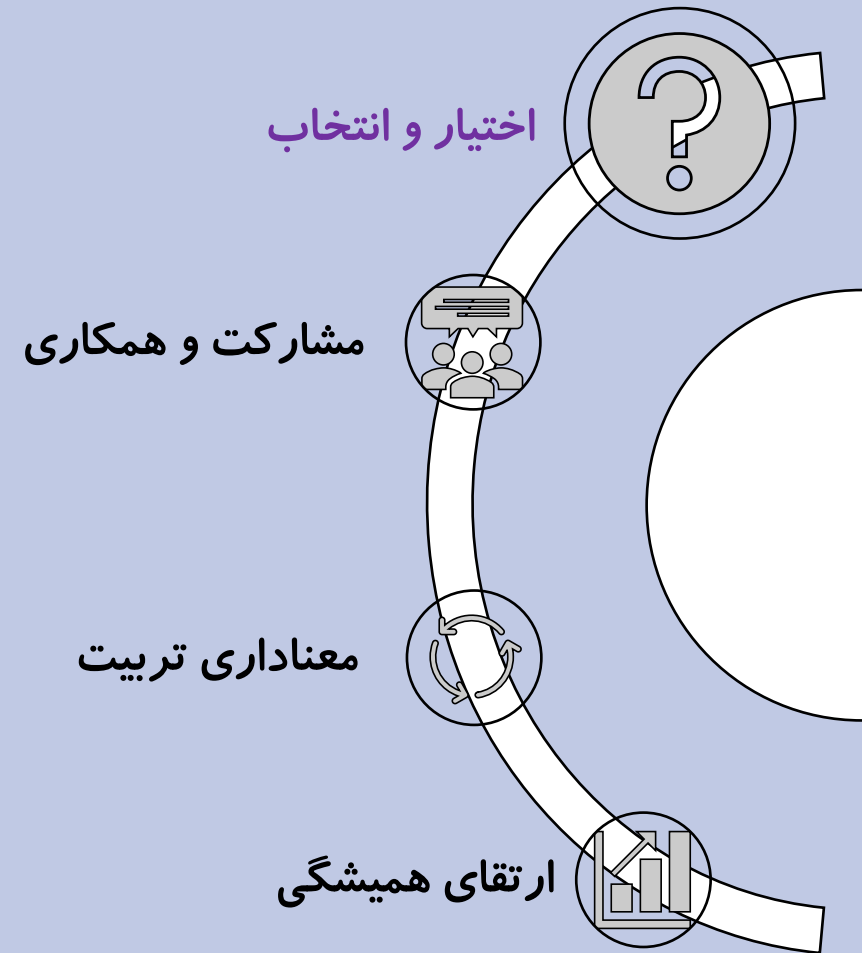 اختیار و انتخاب
مشارکت و همکاری
معناداری تربیت
ارتقای همیشگی